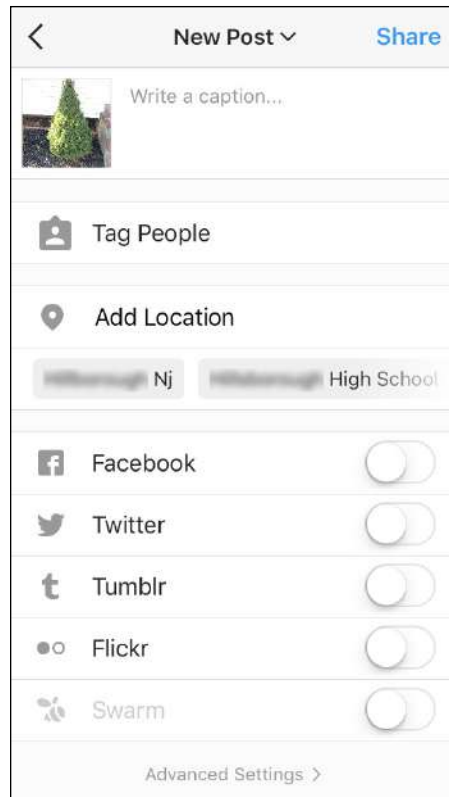 New Post
Share
Write a caption...
Tag People
Add Location
Nj
High School
Facebook
Twitter
Tumblr
Flickr
Swarm
Advanced Settings >